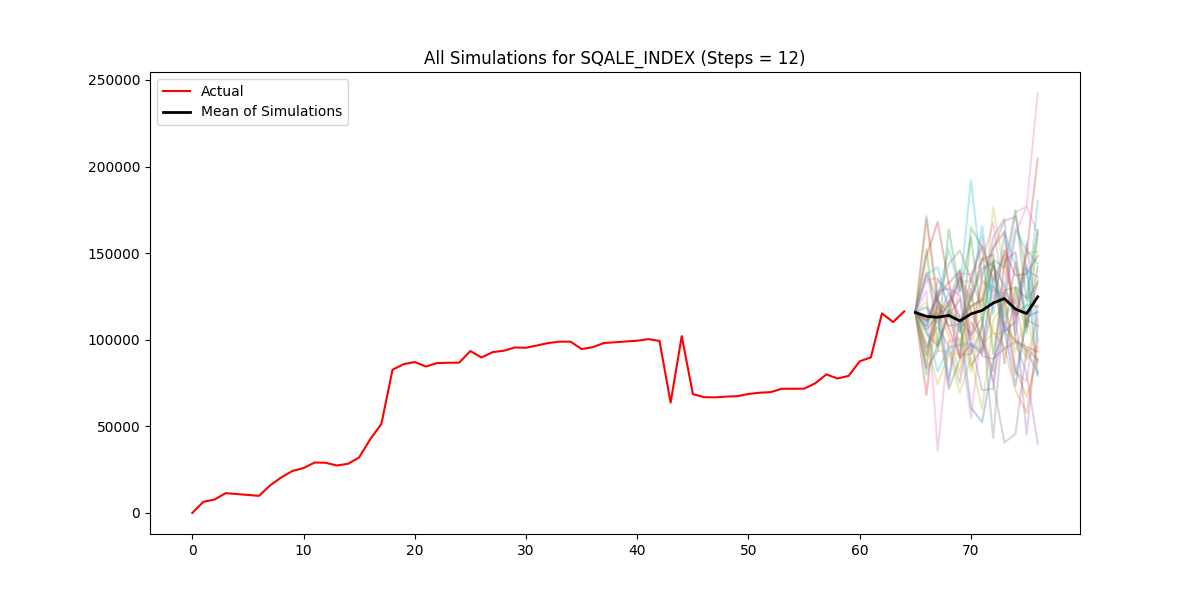 All Simulations for SQALE_INDEX (Steps = 12)
250000
200000
150000
100000
50000
0
Actual
Mean of Simulations
0 10 20 30 40 50 60 70